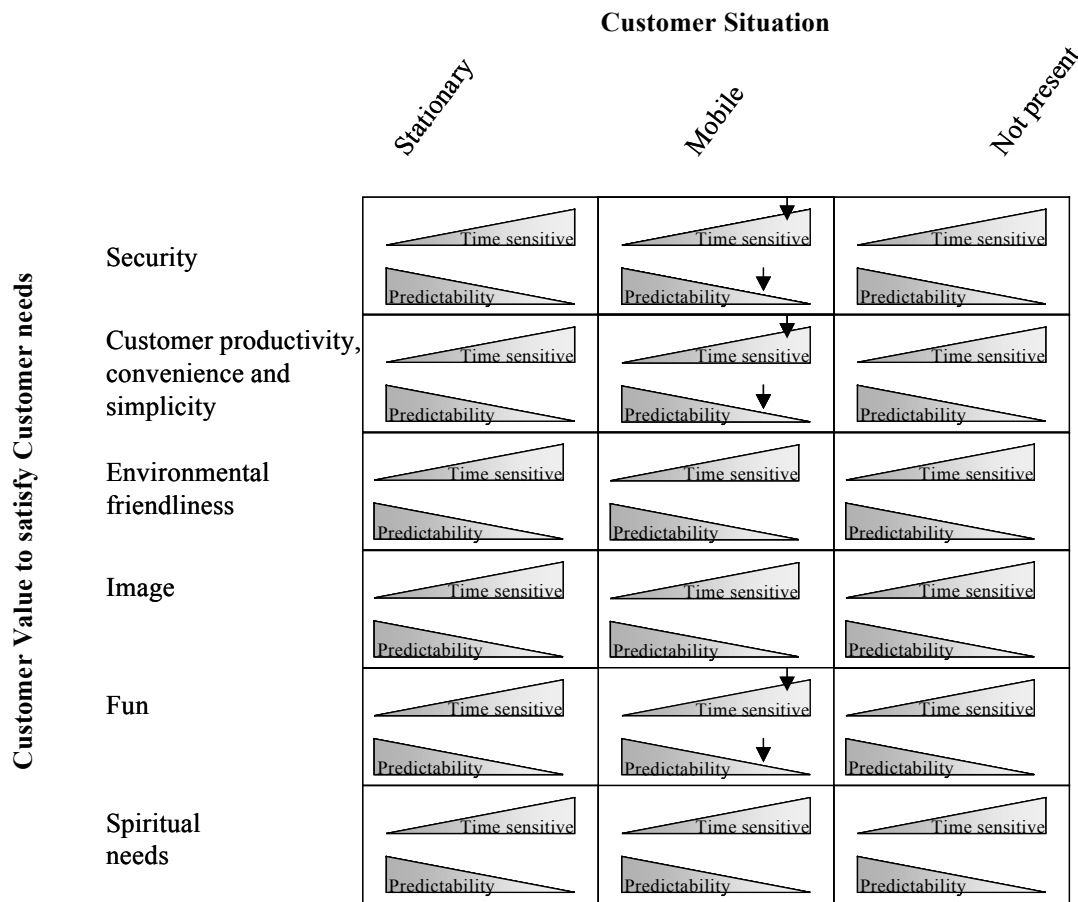 Customer Situation
Stationary
Mobile
Not present
Customer Value to satisfy Customer needs
Security
Time sensitive
Time sensitive
Time sensitive
Predictability
Predictability
Predictability
Customer productivity,
convenience and
simplicity
Time sensitive
Time sensitive
Time sensitive
Predictability
Predictability
Predictability
Environmental
friendliness
Time sensitive
Time sensitive
Time sensitive
Predictability
Predictability
Predictability
Image
Time sensitive
Time sensitive
Time sensitive
Predictability
Predictability
Predictability
Fun
Time sensitive
Time sensitive
Time sensitive
Predictability
Predictability
Predictability
Spiritual
needs
Time sensitive
Time sensitive
Time sensitive
Predictability
Predictability
Predictability